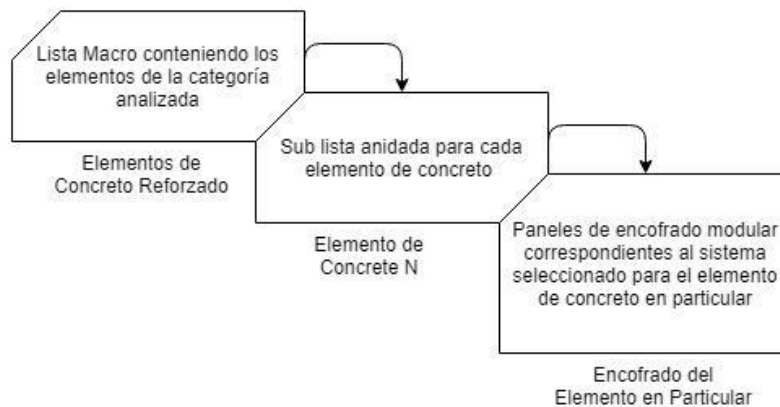 Lista Macro conteniendo los
elementos de la categoría
analizada
Elementos de
Concreto Reforzado
Sub lista anidada para cada
elemento de concreto
Elemento de
Concrete N
Paneles de encofrado modular
correspondientes al sistema
seleccionado para el elemento
de concreto en particular
Encofrado del
Elemento en Particular